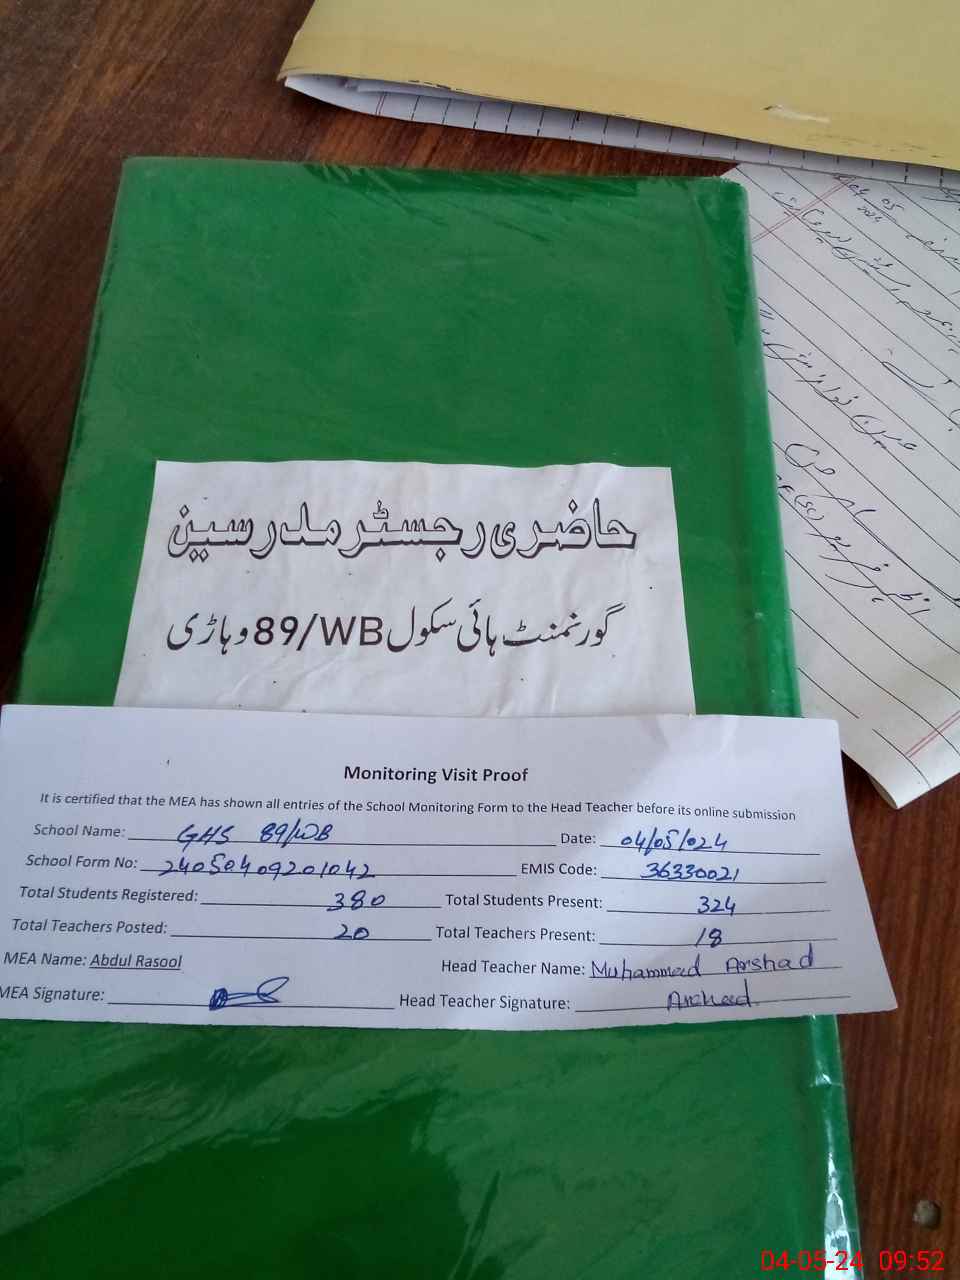 حاضری رجسٹر مدرسین
گورنمنٹ ہائی سکول 89/WB وہاڑی
Monitoring Visit Proof
It is certified that the MEA has shown all entries of the School Monitoring Form to the Head Teacher before its online submission
School Name: GHS 89/WB Date: 04/05/024
School Form No: 24050409201042 EMIS Code: 36330021
Total Students Registered: 380 Total Students Present: 324
Total Teachers Posted: 20 Total Teachers Present: 18
MEA Name: Abdul Rasool Head Teacher Name: Muhammad Arshad
MEA Signature: Head Teacher Signature: Arshad
04-05-24 09:52